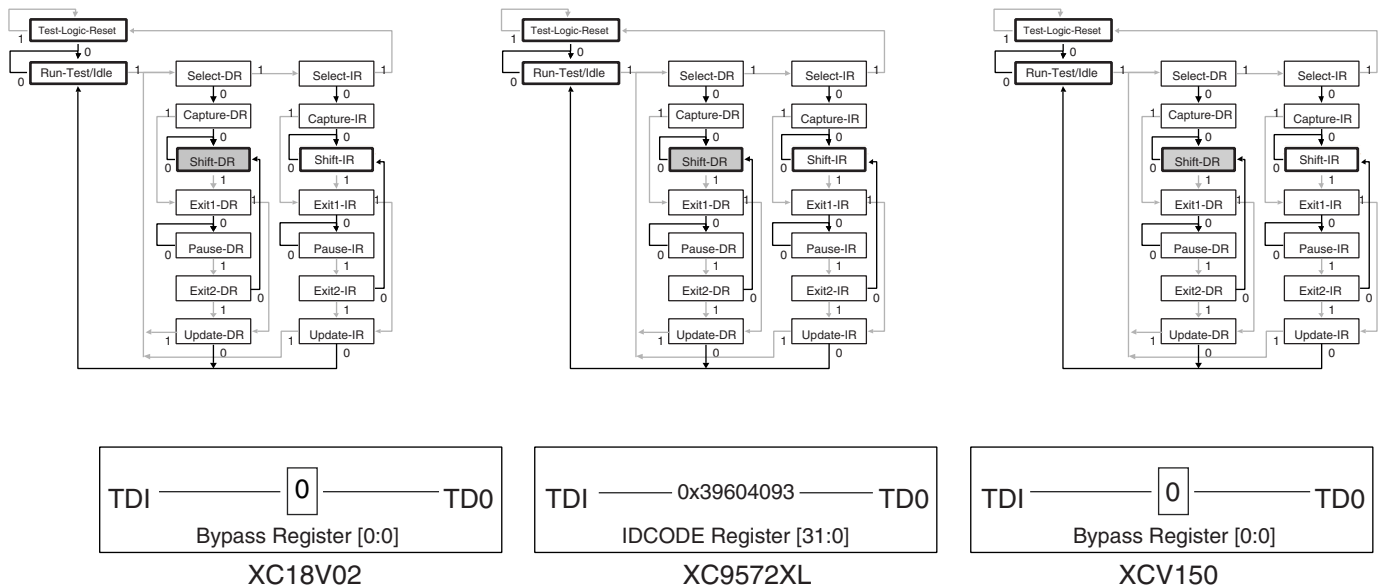 Test-Logic-Reset
1
0
Run-Test/Idle
0
1
Select-DR
1
Select-IR
1
0
0
1
Capture-DR
1
Capture-IR
0
0
Shift-DR
0
Shift-IR
0
1
1
Exit1-DR
1
Exit1-IR
1
0
0
Pause-DR
0
Pause-IR
0
1
1
Exit2-DR
0
Exit2-IR
0
1
1
Update-DR
1
Update-IR
1
0
0
Test-Logic-Reset
1
0
Run-Test/Idle
0
1
Select-DR
1
Select-IR
1
0
0
1
Capture-DR
1
Capture-IR
0
0
Shift-DR
0
Shift-IR
0
1
1
Exit1-DR
1
Exit1-IR
1
0
0
Pause-DR
0
Pause-IR
0
1
1
Exit2-DR
0
Exit2-IR
0
1
1
Update-DR
1
Update-IR
1
0
0
Test-Logic-Reset
1
0
Run-Test/Idle
0
1
Select-DR
1
Select-IR
1
0
0
1
Capture-DR
1
Capture-IR
0
0
Shift-DR
0
Shift-IR
0
1
1
Exit1-DR
1
Exit1-IR
1
0
0
Pause-DR
0
Pause-IR
0
1
1
Exit2-DR
0
Exit2-IR
0
1
1
Update-DR
1
Update-IR
1
0
0
TDI 0 TD0
Bypass Register [0:0]
XC18V02
TDI 0x39604093 TD0
IDCODE Register [31:0]
XC9572XL
TDI 0 TD0
Bypass Register [0:0]
XCV150